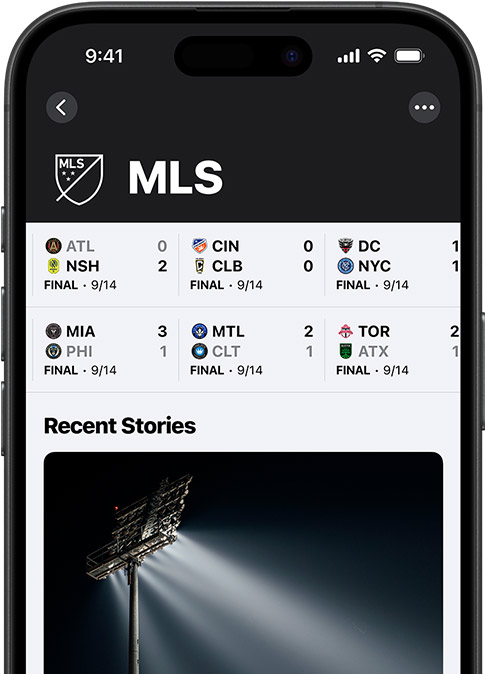 9:41
MLS
MLS
ATL 0
NSH 2
FINAL · 9/14
CIN 0
CLB 0
FINAL · 9/14
DC 1
NYC 1
FINAL · 9/14
MIA 3
PHI 1
FINAL · 9/14
MTL 2
CLT 1
FINAL · 9/14
TOR 2
ATX 1
FINAL · 9/14
Recent Stories